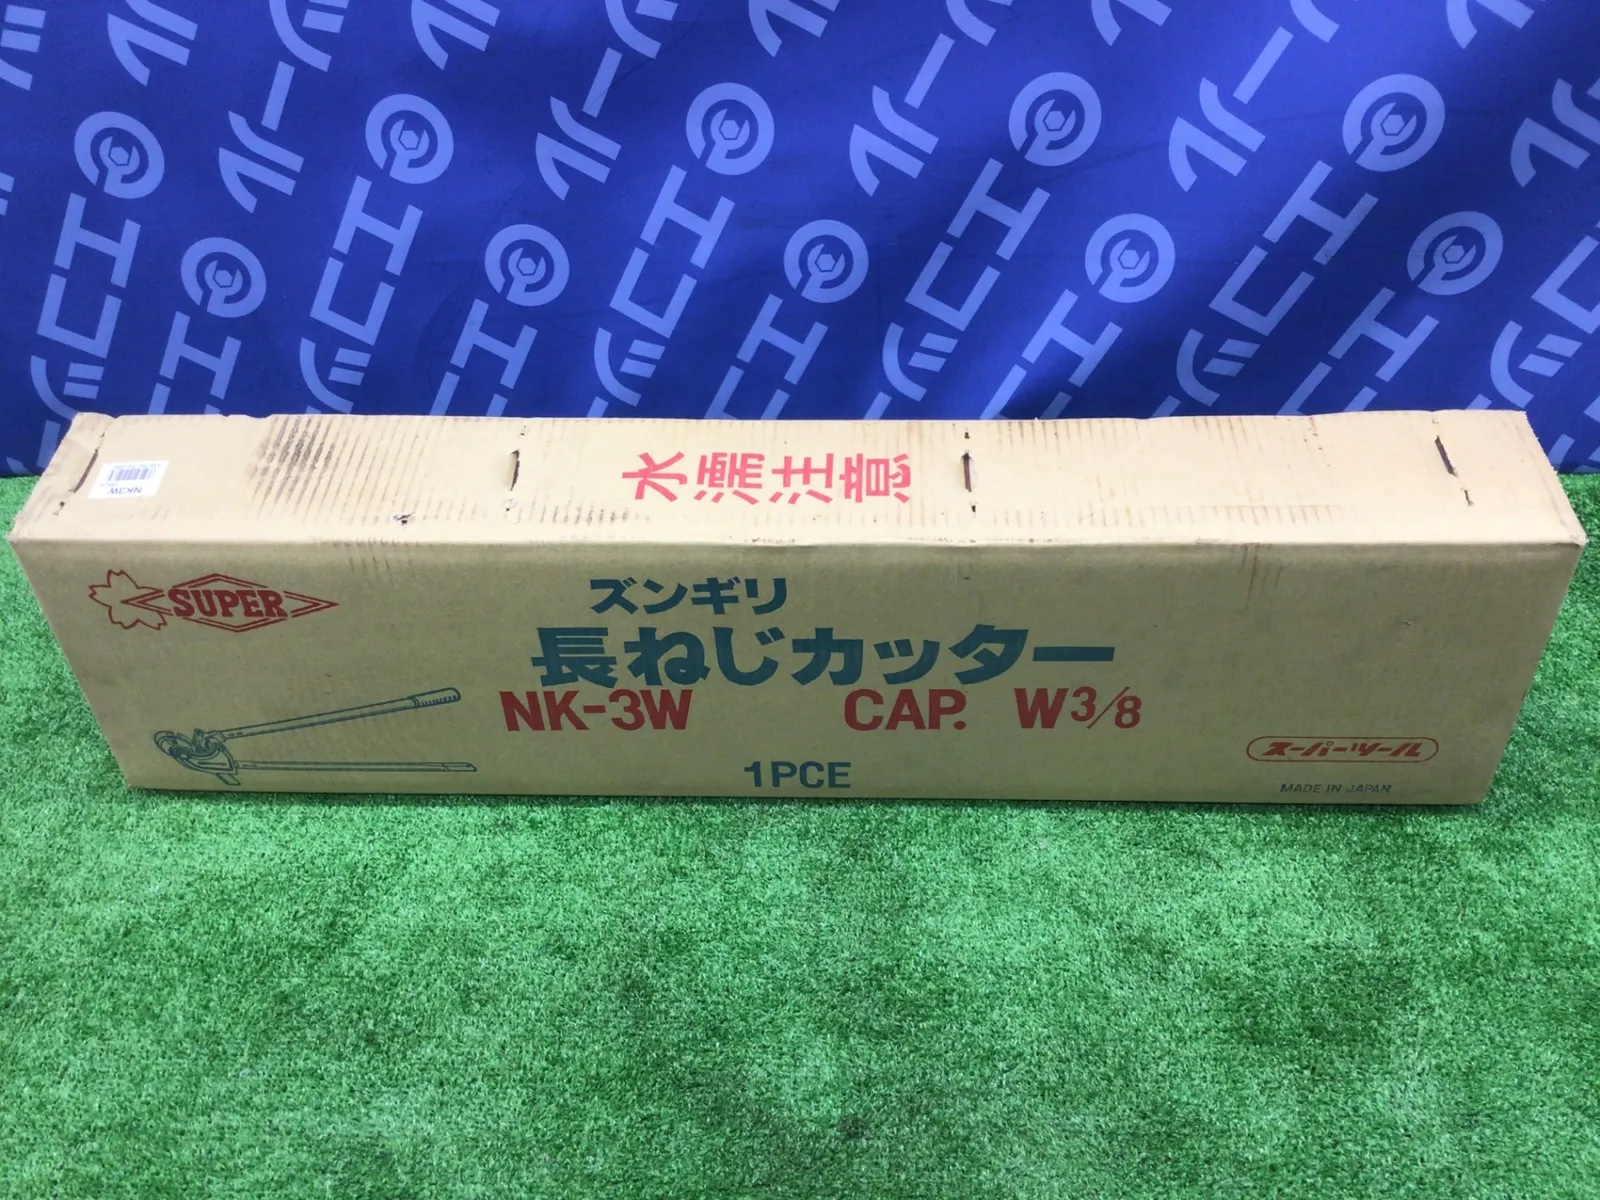 水濡注意
NK3W
SUPER
ズンギリ
長ねじカッター
NK-3W CAP. W3/8
1PCE
スーパーツール
MADE IN JAPAN